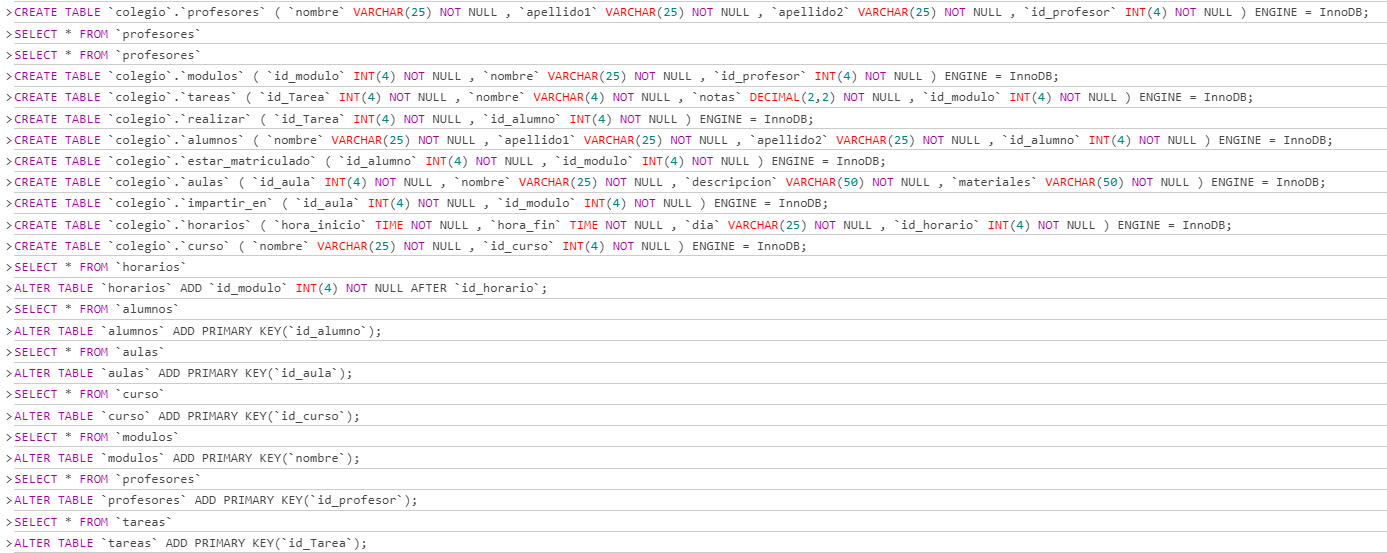 >CREATE TABLE `colegio`.`profesores` ( `nombre` VARCHAR(25) NOT NULL , `apellido1` VARCHAR(25) NOT NULL , `apellido2` VARCHAR(25) NOT NULL , `id_profesor` INT(4) NOT NULL ) ENGINE = InnoDB;
>SELECT * FROM `profesores`
>SELECT * FROM `profesores`
>CREATE TABLE `colegio`.`modulos` ( `id_modulo` INT(4) NOT NULL , `nombre` VARCHAR(25) NOT NULL , `id_profesor` INT(4) NOT NULL ) ENGINE = InnoDB;
>CREATE TABLE `colegio`.`tareas` ( `id_Tarea` INT(4) NOT NULL , `nombre` VARCHAR(4) NOT NULL , `notas` DECIMAL(2,2) NOT NULL , `id_modulo` INT(4) NOT NULL ) ENGINE = InnoDB;
>CREATE TABLE `colegio`.`realizar` ( `id_Tarea` INT(4) NOT NULL , `id_alumno` INT(4) NOT NULL ) ENGINE = InnoDB;
>CREATE TABLE `colegio`.`alumnos` ( `nombre` VARCHAR(25) NOT NULL , `apellido1` VARCHAR(25) NOT NULL , `apellido2` VARCHAR(25) NOT NULL , `id_alumno` INT(4) NOT NULL ) ENGINE = InnoDB;
>CREATE TABLE `colegio`.`estar_matriculado` ( `id_alumno` INT(4) NOT NULL , `id_modulo` INT(4) NOT NULL ) ENGINE = InnoDB;
>CREATE TABLE `colegio`.`aulas` ( `id_aula` INT(4) NOT NULL , `nombre` VARCHAR(25) NOT NULL , `descripcion` VARCHAR(50) NOT NULL , `materiales` VARCHAR(50) NOT NULL ) ENGINE = InnoDB;
>CREATE TABLE `colegio`.`impartir_en` ( `id_aula` INT(4) NOT NULL , `id_modulo` INT(4) NOT NULL ) ENGINE = InnoDB;
>CREATE TABLE `colegio`.`horarios` ( `hora_inicio` TIME NOT NULL , `hora_fin` TIME NOT NULL , `dia` VARCHAR(25) NOT NULL , `id_horario` INT(4) NOT NULL ) ENGINE = InnoDB;
>CREATE TABLE `colegio`.`curso` ( `nombre` VARCHAR(25) NOT NULL , `id_curso` INT(4) NOT NULL ) ENGINE = InnoDB;
>SELECT * FROM `horarios`
>ALTER TABLE `horarios` ADD `id_modulo` INT(4) NOT NULL AFTER `id_horario`;
>SELECT * FROM `alumnos`
>ALTER TABLE `alumnos` ADD PRIMARY KEY(`id_alumno`);
>SELECT * FROM `aulas`
>ALTER TABLE `aulas` ADD PRIMARY KEY(`id_aula`);
>SELECT * FROM `curso`
>ALTER TABLE `curso` ADD PRIMARY KEY(`id_curso`);
>SELECT * FROM `modulos`
>ALTER TABLE `modulos` ADD PRIMARY KEY(`nombre`);
>SELECT * FROM `profesores`
>ALTER TABLE `profesores` ADD PRIMARY KEY(`id_profesor`);
>SELECT * FROM `tareas`
>ALTER TABLE `tareas` ADD PRIMARY KEY(`id_Tarea`);